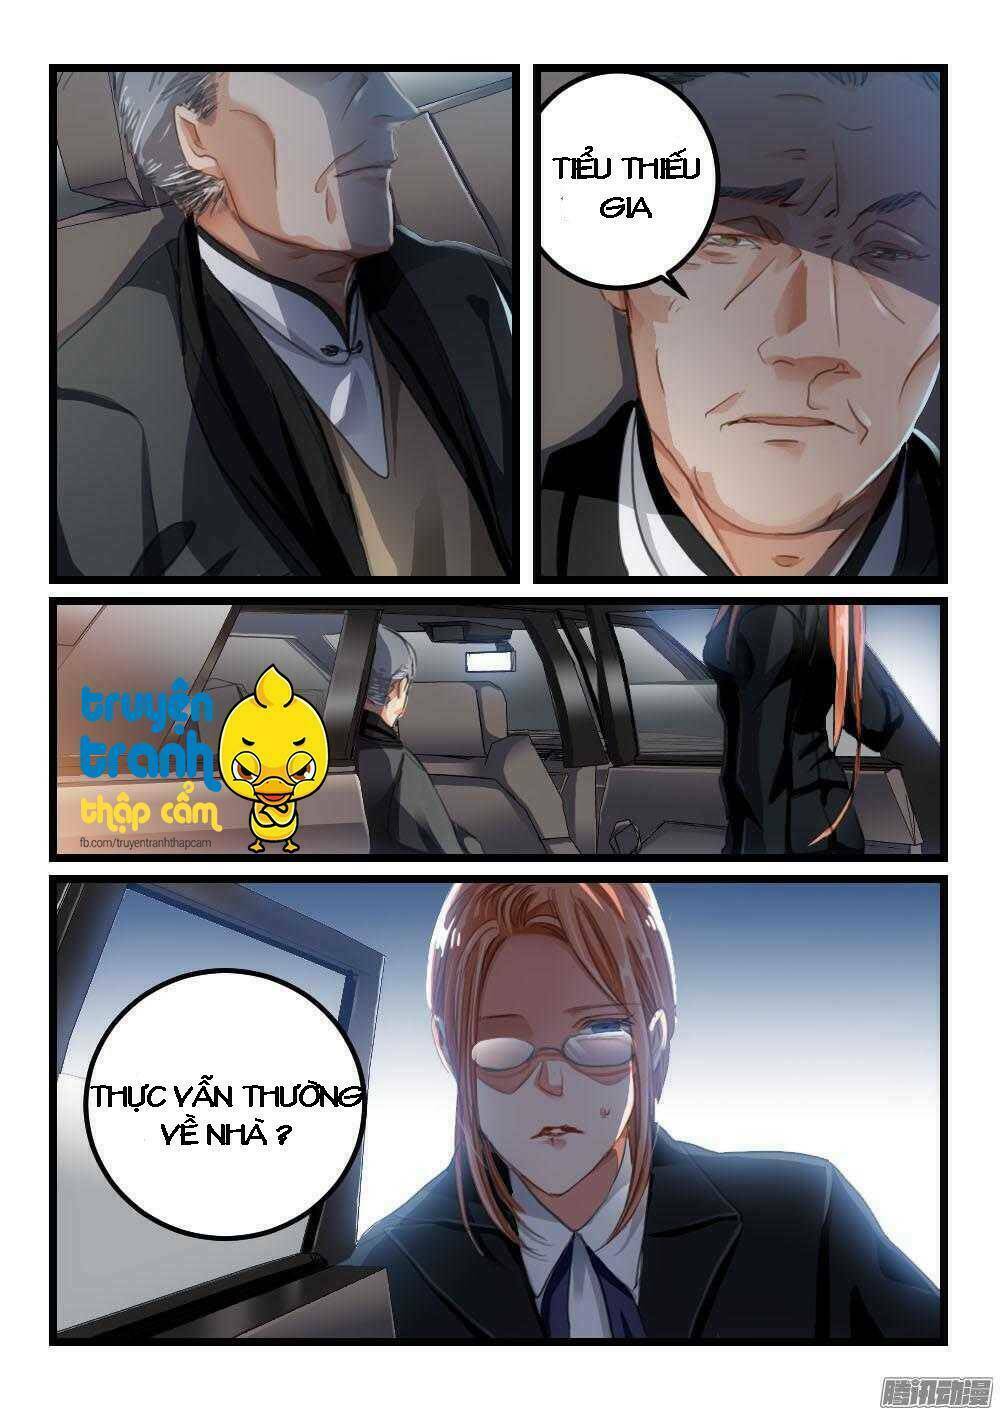 TIỂU THIẾU
GIA
truyện
tranh
thập cẩm
fb.com/truyentranhthapcam
THỰC VẪN THƯỜNG
VỀ NHÀ ?
腾讯动漫